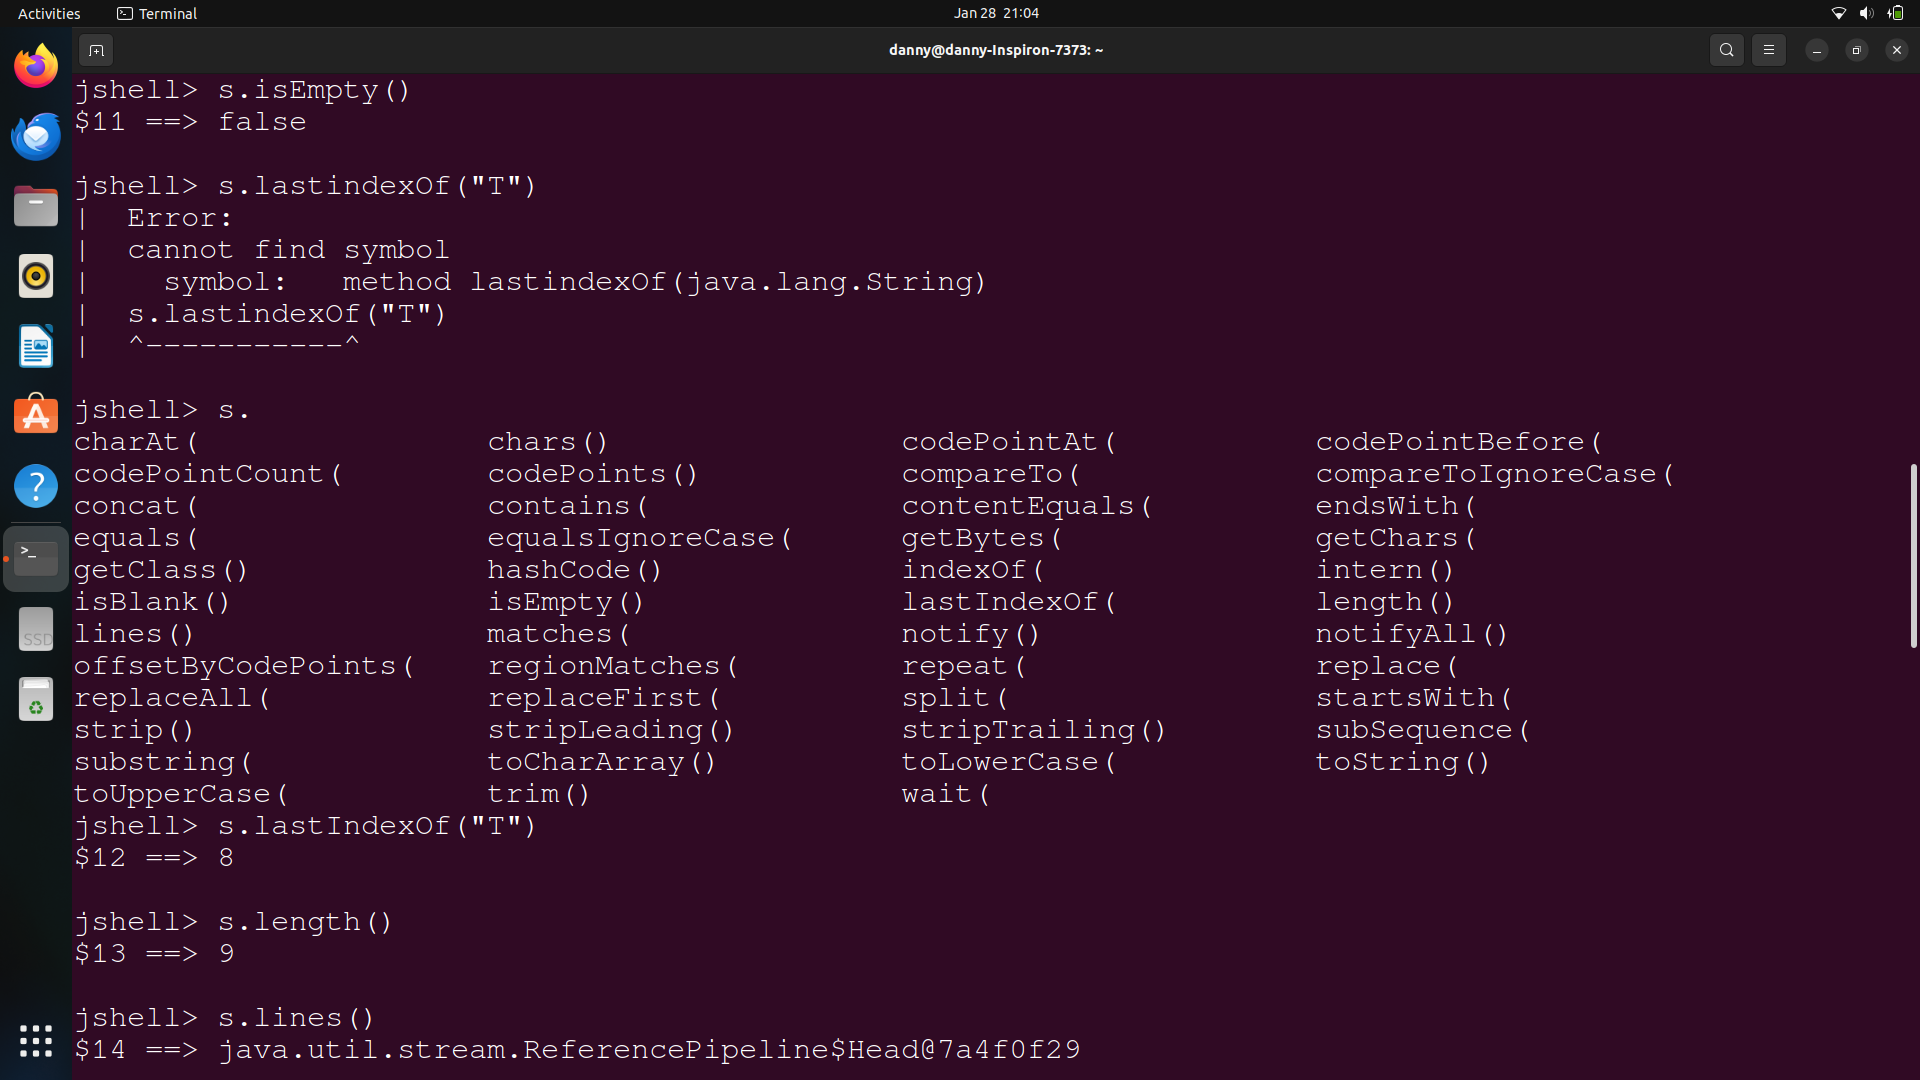 Activities Terminal Jan 28 21:04
danny@danny-Inspiron-7373: ~
jshell> s.isEmpty()
$11 ==> false
jshell> s.lastindexOf("T")
| Error:
| cannot find symbol
| symbol: method lastindexOf(java.lang.String)
| s.lastindexOf("T")
| ^-----------^
jshell> s.
charAt( chars() codePointAt( codePointBefore(
codePointCount( codePoints() compareTo( compareToIgnoreCase(
concat( contains( contentEquals( endsWith(
equals( equalsIgnoreCase( getBytes( getChars(
getClass() hashCode() indexOf( intern()
isBlank() isEmpty() lastIndexOf( length()
lines() matches( notify() notifyAll()
offsetByCodePoints( regionMatches( repeat( replace(
replaceAll( replaceFirst( split( startsWith(
strip() stripLeading() stripTrailing() subSequence(
substring( toCharArray() toLowerCase( toString()
toUpperCase( trim() wait(
jshell> s.lastIndexOf("T")
$12 ==> 8
jshell> s.length()
$13 ==> 9
jshell> s.lines()
$14 ==> java.util.stream.ReferencePipeline$Head@7a4f0f29
SSD